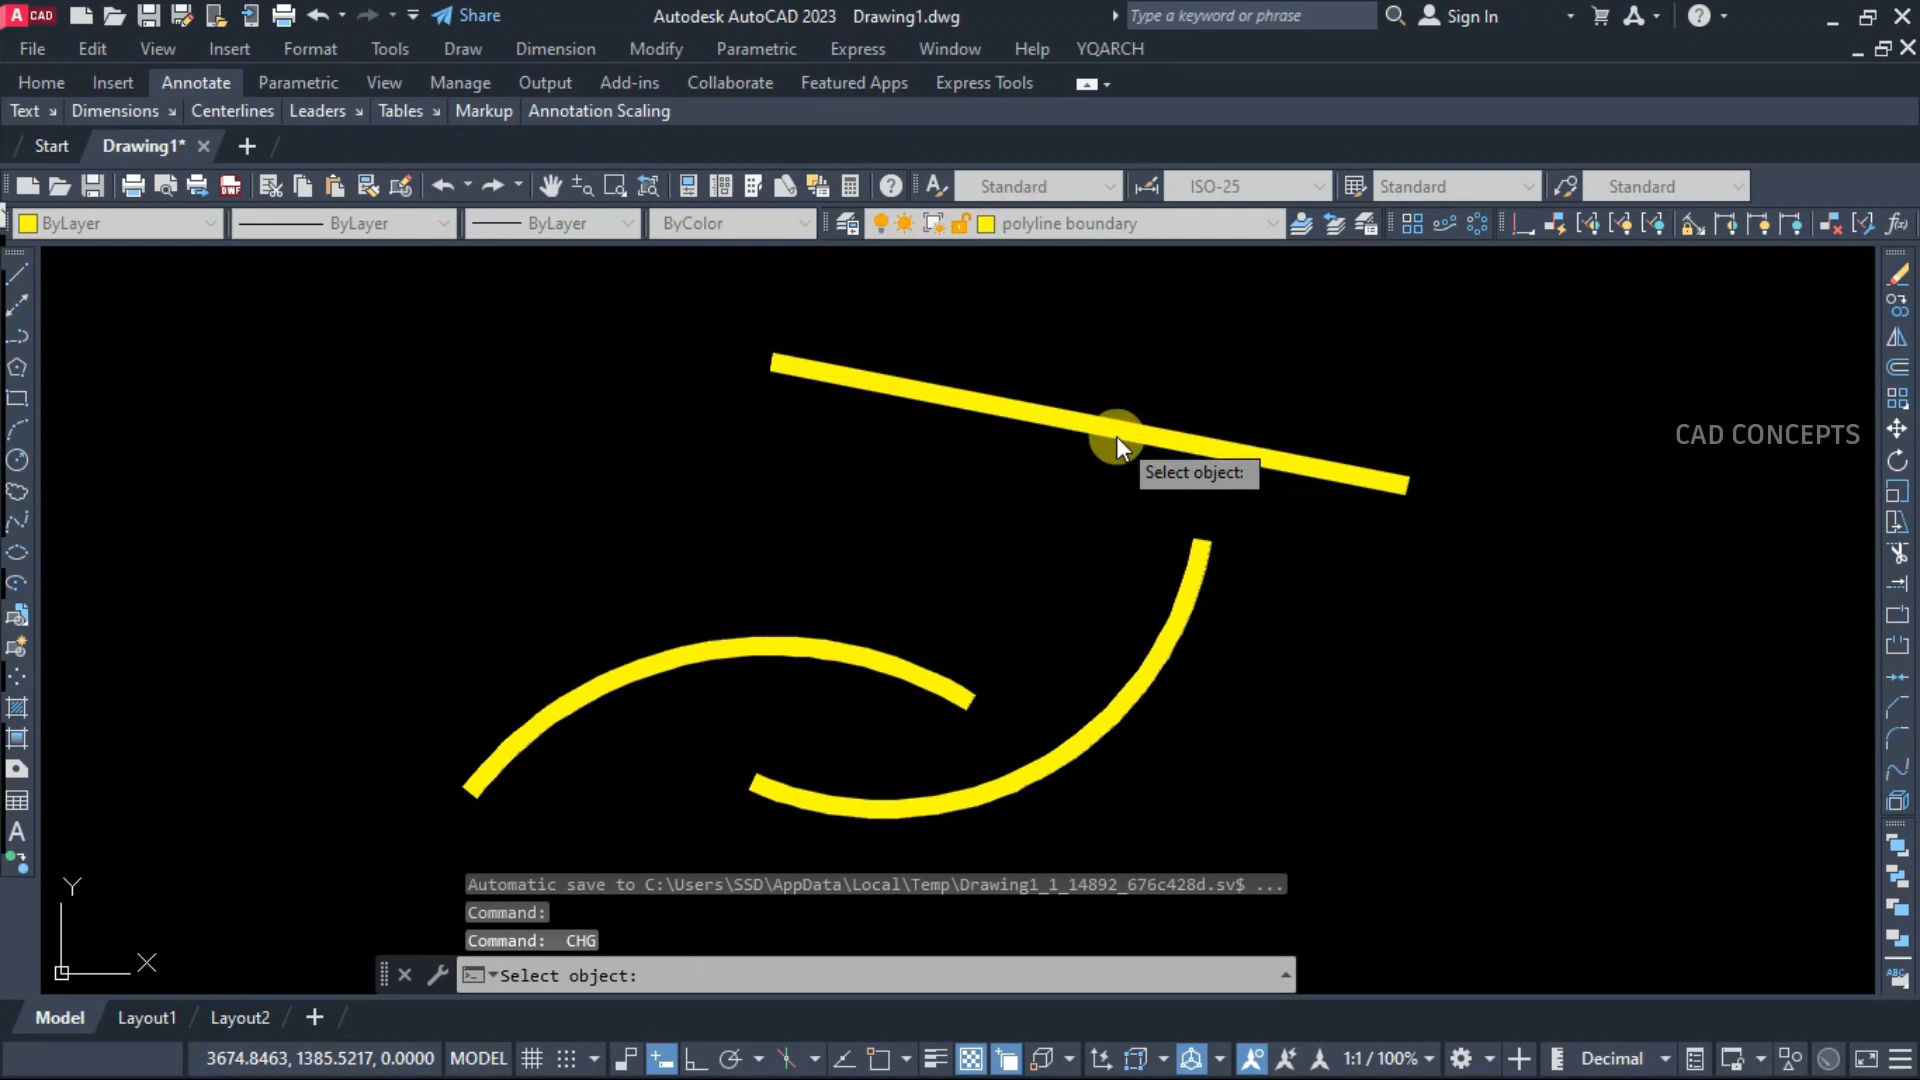 A CAD Share Autodesk AutoCAD 2023 Drawing1.dwg Type a keyword or phrase Sign In
File Edit View Insert Format Tools Draw Dimension Modify Parametric Express Window Help YQARCH
Home Insert Annotate Parametric View Manage Output Add-ins Collaborate Featured Apps Express Tools
Text Dimensions Centerlines Leaders Tables Markup Annotation Scaling
Start Drawing1*
DWF Standard ISO-25 Standard Standard
ByLayer ByLayer ByLayer ByColor polyline boundary f(x)
CAD CONCEPTS
Select object:
Automatic save to C:\Users\SSD\AppData\Local\Temp\Drawing1_1_14892_676c428d.sv$ ...
Command:
Command: CHG
Select object:
Y
X
A
ABC
Model Layout1 Layout2
3674.8463, 1385.5217, 0.0000 MODEL 1:1 / 100% Decimal